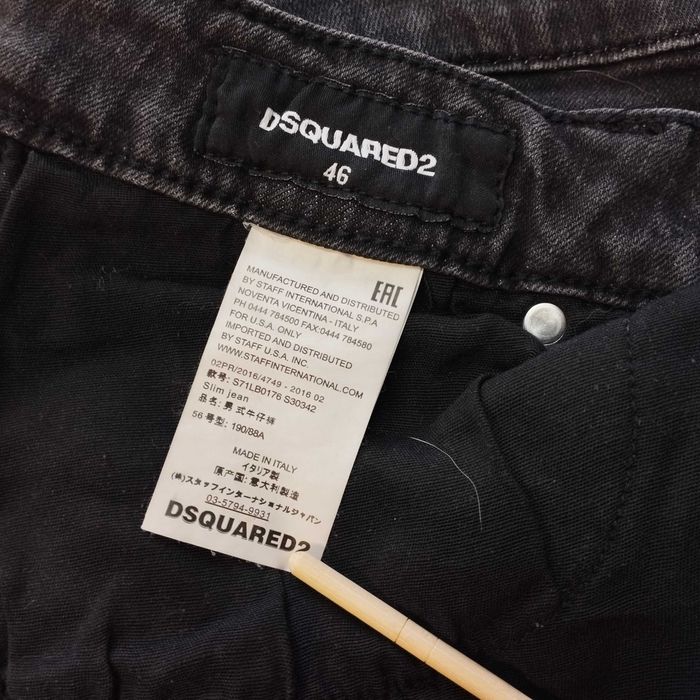 DSQUARED2
46
MANUFACTURED AND DISTRIBUTED
BY STAFF INTERNATIONAL S.P.A
NOVENTA VICENTINA - ITALY
PH 0444 784500 FAX:0444 784580
FOR U.S.A. ONLY
IMPORTED AND DISTRIBUTED
BY STAFF U.S.A. INC
WWW.STAFFINTERNATIONAL.COM
EAC
02PR/2016/4749 - 2016 02
款号: S71LB0176 S30342
Slim jean
品名: 男式牛仔裤
56号型: 190/88A
MADE IN ITALY
イタリア製
原产国: 意大利製造
(株)スタッフインターナショナルジャパン
03-5794-9931
DSQUARED2